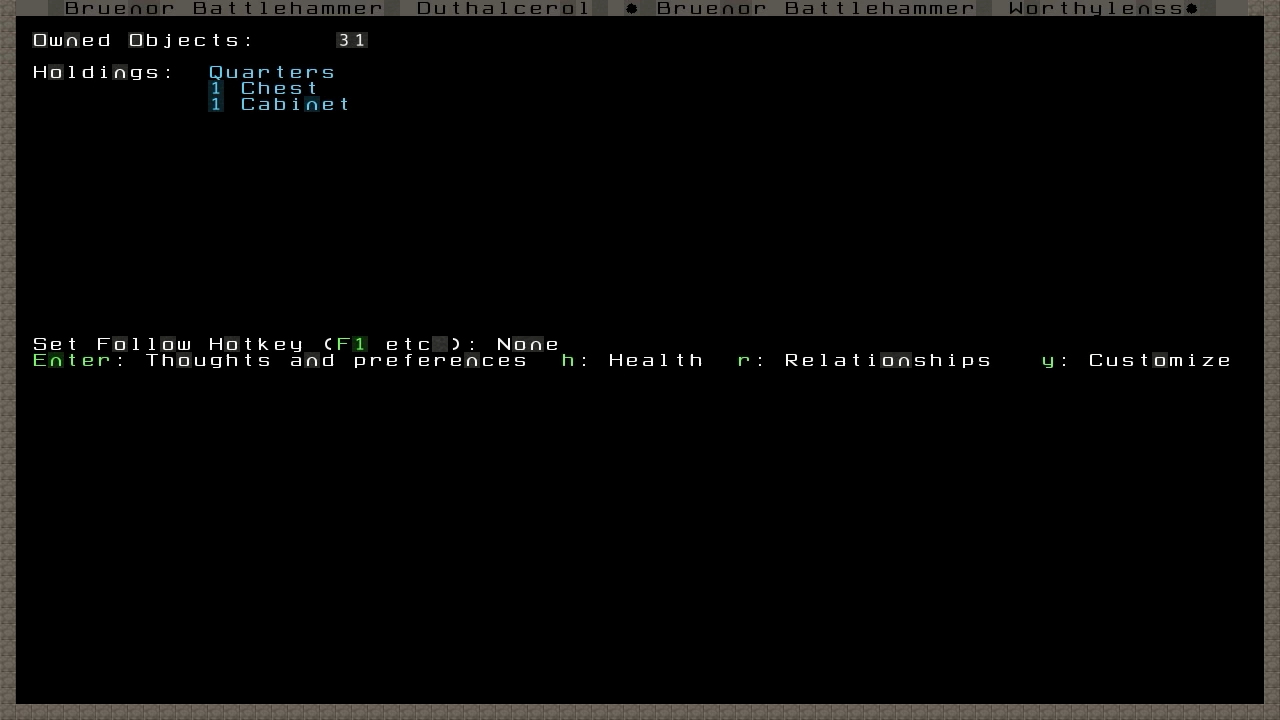 Bruenor Battlehammer Duthalcerol Bruenor Battlehammer Worthyleness
Owned Objects: 31
Holdings: Quarters
1 Chest
1 Cabinet
Set Follow Hotkey (F1 etc.): None
Enter: Thoughts and preferences h: Health r: Relationships y: Customize